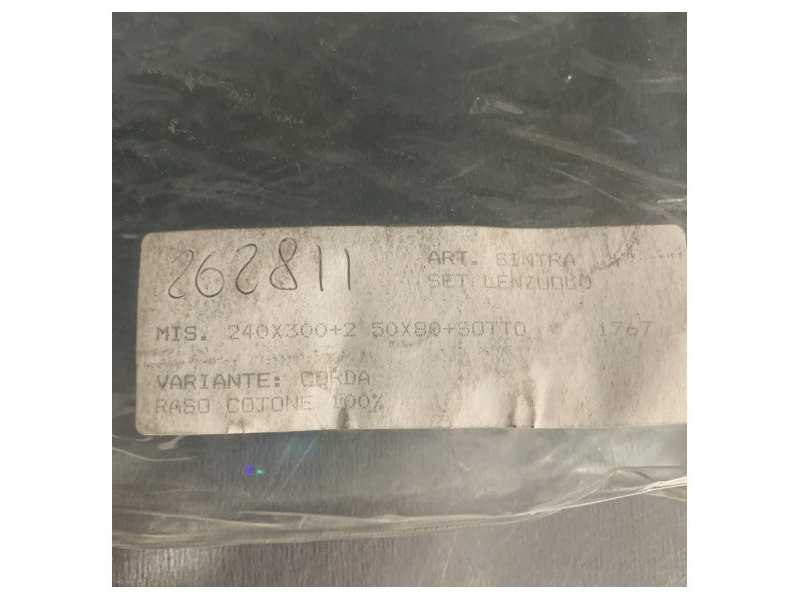 262811
ART. SINTRA
SET LENZUOLO
MIS. 240X300+2 50X80+SOTTO 1767
VARIANTE: CORDA
RASO COTONE 100%